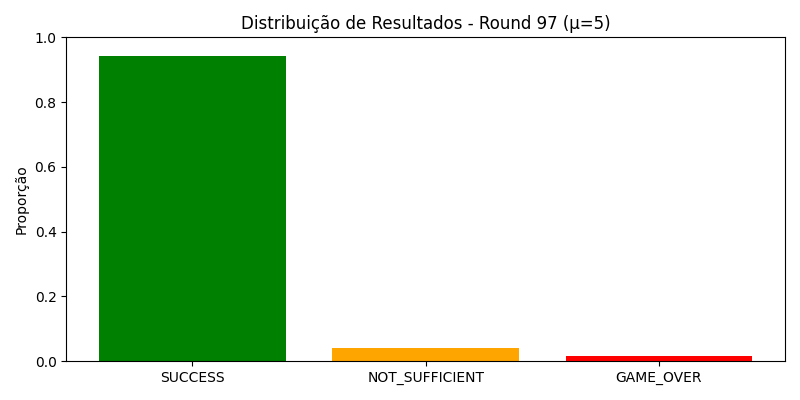 Distribuição de Resultados - Round 97 (μ=5)
Proporção
1.0
0.8
0.6
0.4
0.2
0.0
SUCCESS
NOT_SUFFICIENT
GAME_OVER